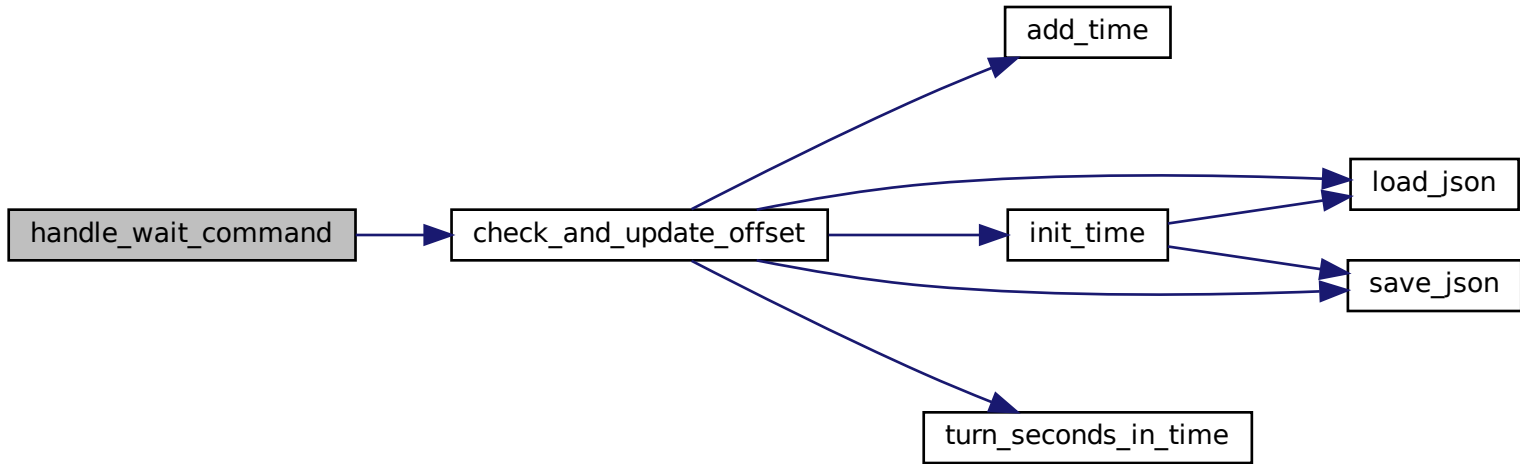 add_time
load_json
handle_wait_command
check_and_update_offset
init_time
save_json
turn_seconds_in_time